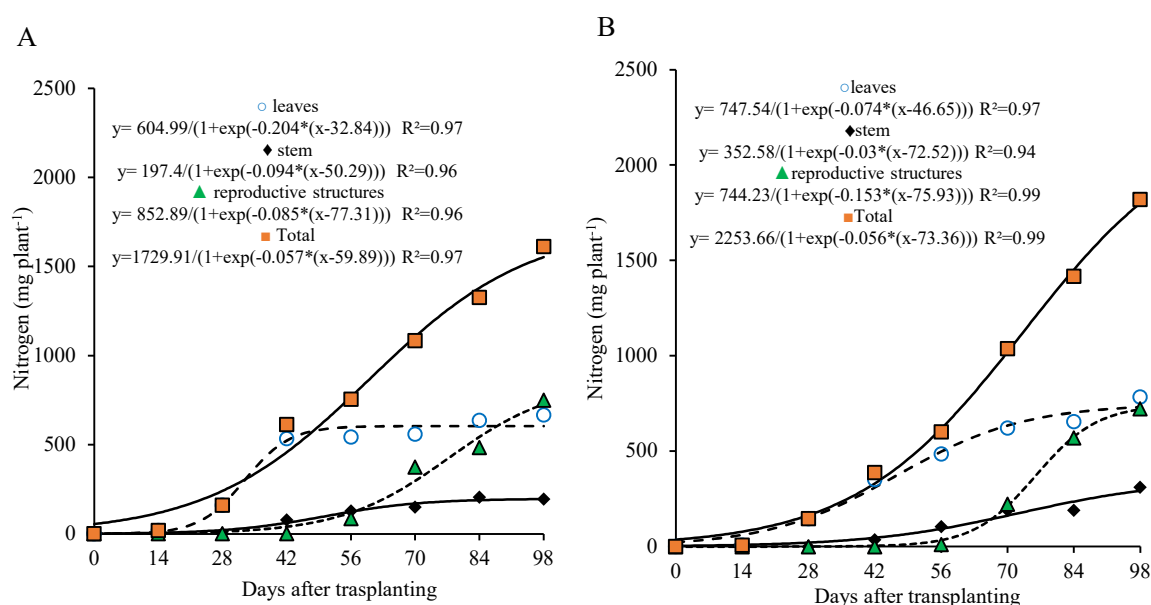 A
2500
2000
1500
1000
500
0
Nitrogen (mg plant-1)
leaves
y= 604.99/(1+exp(-0.204*(x-32.84))) R²=0.97
stem
y= 197.4/(1+exp(-0.094*(x-50.29))) R²=0.96
reproductive structures
y= 852.89/(1+exp(-0.085*(x-77.31))) R²=0.96
Total
y=1729.91/(1+exp(-0.057*(x-59.89))) R²=0.97
0 14 28 42 56 70 84 98
Days after trasplanting
B
2500
2000
1500
1000
500
0
Nitrogen (mg plant-1)
leaves
y= 747.54/(1+exp(-0.074*(x-46.65))) R²=0.97
stem
y= 352.58/(1+exp(-0.03*(x-72.52))) R²=0.94
reproductive structures
y= 744.23/(1+exp(-0.153*(x-75.93))) R²=0.99
Total
y= 2253.66/(1+exp(-0.056*(x-73.36))) R²=0.99
0 14 28 42 56 70 84 98
Days after transplanting